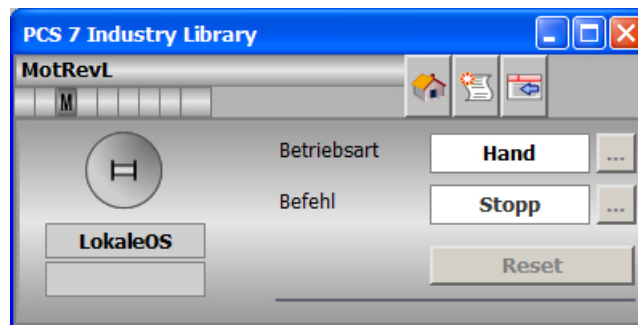 PCS 7 Industry Library
MotRevL
M
Betriebsart
Hand
...
Befehl
Stopp
...
LokaleOS
Reset